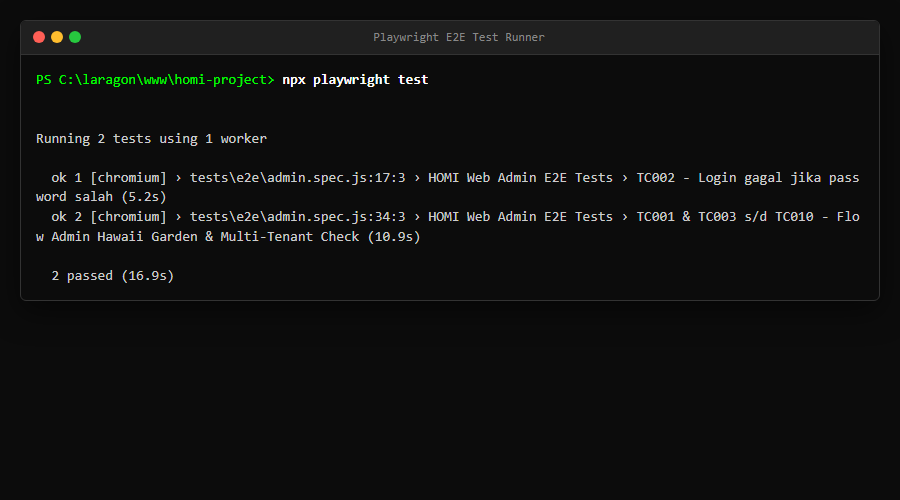 Playwright E2E Test Runner
PS C:\laragon\www\homi-project> npx playwright test
Running 2 tests using 1 worker
ok 1 [chromium] › tests\e2e\admin.spec.js:17:3 › HOMI Web Admin E2E Tests › TC002 - Login gagal jika pass
word salah (5.2s)
ok 2 [chromium] › tests\e2e\admin.spec.js:34:3 › HOMI Web Admin E2E Tests › TC001 & TC003 s/d TC010 - Flo
w Admin Hawaii Garden & Multi-Tenant Check (10.9s)
2 passed (16.9s)